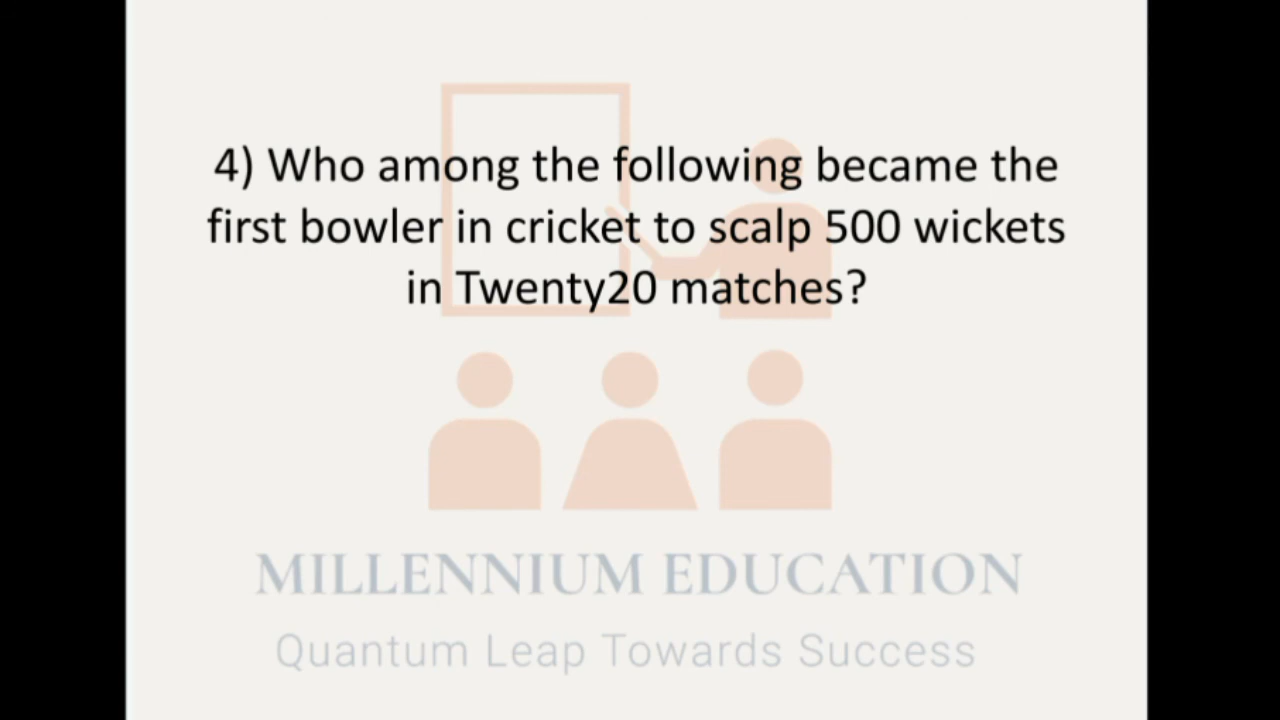 4) Who among the following became the
first bowler in cricket to scalp 500 wickets
in Twenty20 matches?
MILLENNIUM EDUCATION
Quantum Leap Towards Success